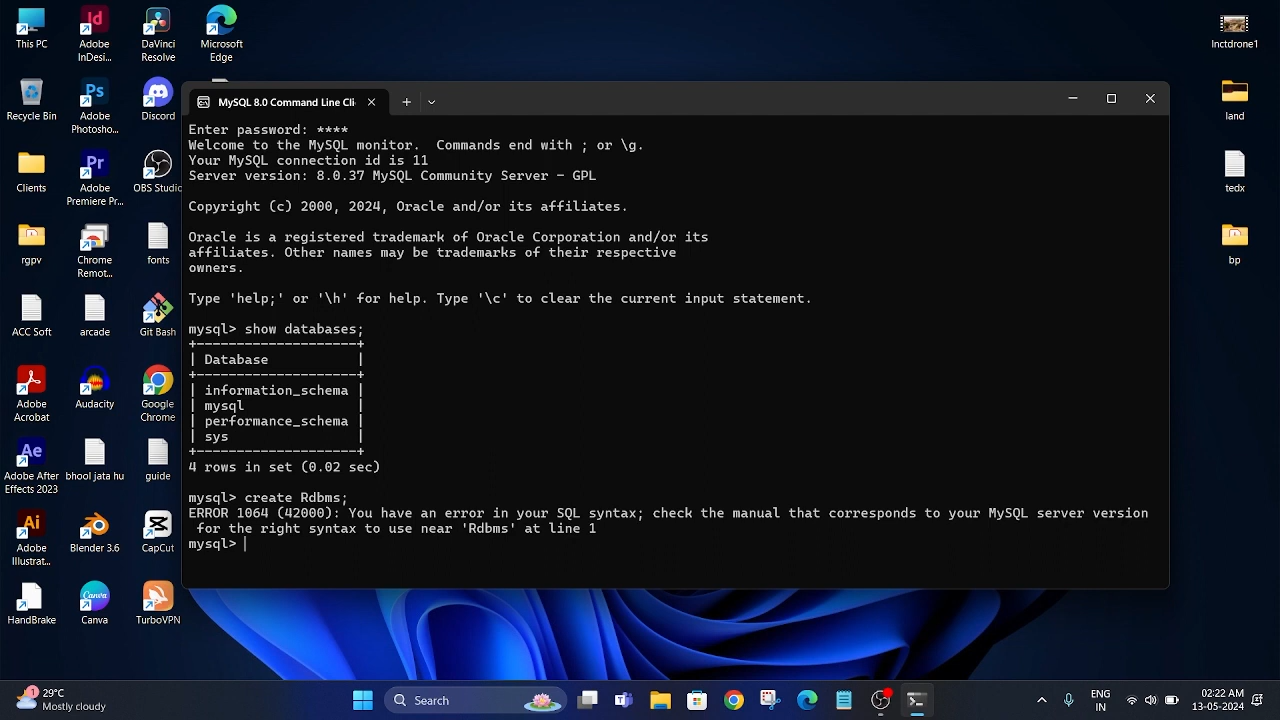 This PC
Adobe
InDesi...
DaVinci
Resolve
Microsoft
Edge
lnctdrone1
Recycle Bin
Adobe
Photosho...
Discord
land
Clients
Adobe
Premiere Pr...
OBS Studio
tedx
rgpv
Chrome
Remot...
fonts
bp
ACC Soft
arcade
Git Bash
Adobe
Acrobat
Audacity
Google
Chrome
Adobe After
Effects 2023
bhool jata hu
guide
Adobe
Illustrat...
Blender 3.6
CapCut
HandBrake
Canva
TurboVPN
MySQL 8.0 Command Line Cli
Enter password: ****
Welcome to the MySQL monitor.  Commands end with ; or \g.
Your MySQL connection id is 11
Server version: 8.0.37 MySQL Community Server - GPL
Copyright (c) 2000, 2024, Oracle and/or its affiliates.
Oracle is a registered trademark of Oracle Corporation and/or its
affiliates. Other names may be trademarks of their respective
owners.
Type 'help;' or '\h' for help. Type '\c' to clear the current input statement.
mysql> show databases;
+--------------------+
| Database           |
+--------------------+
| information_schema |
| mysql              |
| performance_schema |
| sys                |
+--------------------+
4 rows in set (0.02 sec)
mysql> create Rdbms;
ERROR 1064 (42000): You have an error in your SQL syntax; check the manual that corresponds to your MySQL server version
 for the right syntax to use near 'Rdbms' at line 1
mysql>
1
29°C
Mostly cloudy
Search
ENG
IN
02:22 AM
13-05-2024